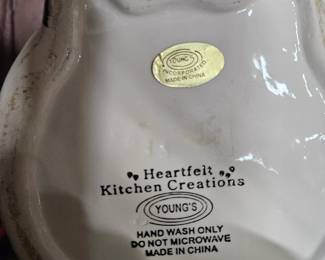 YOUNG'S
INCORPORATED
MADE IN CHINA
Heartfelt
Kitchen Creations
YOUNG'S
HAND WASH ONLY
DO NOT MICROWAVE
MADE IN CHINA